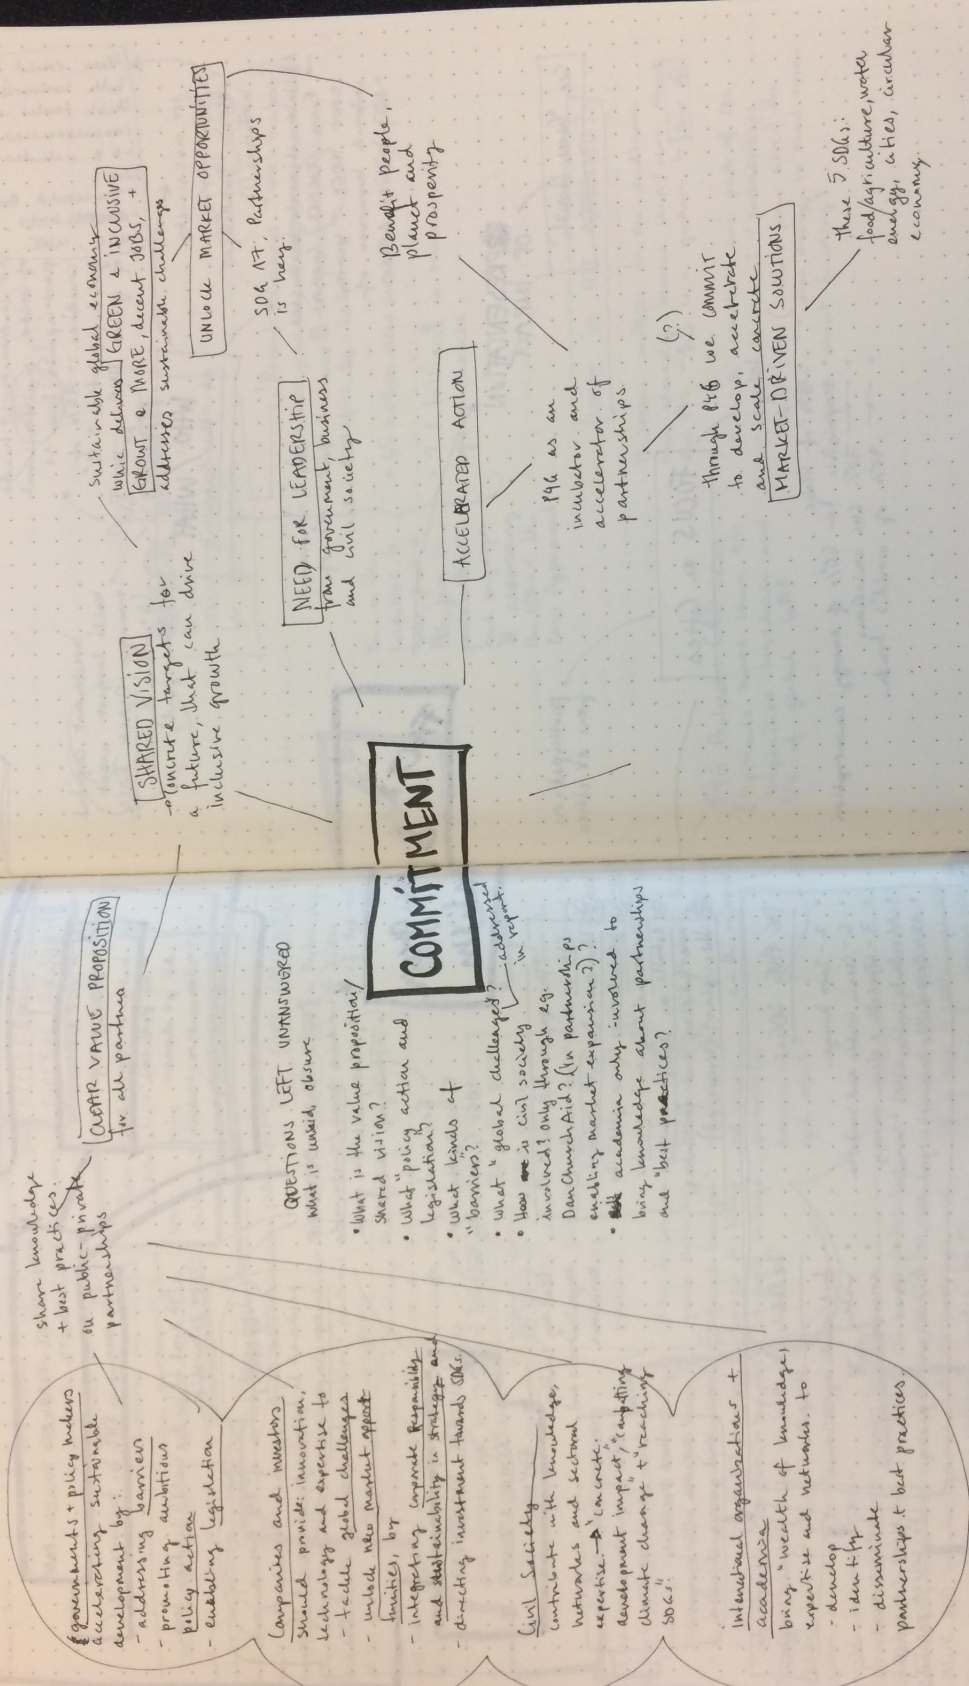 share knowledge
+ best practices.
on public-private
partnerships
CLEAR VALUE PROPOSITION
for all partners
SHARED VISION
→ concrete targets for
a future, that can drive
inclusive growth
Sustainable global economy
whic delivers GREEN & INCLUSIVE
GROWT & MORE, decent JOBS, +
addresses sustainable challenges
UNLOCK MARKET OPPORTUNITIES
SDG 17, Partnerships
is key.
Benefit people,
planet and
prosperity
NEED FOR LEADERSHIP
from government, business
and civil society
ACCELERATED ACTION
P4G as an
incubator and
accelerator of
partnerships
(?)
through P4G we commit
to develop, accelerate
and scale concrete
MARKET-DRIVEN SOLUTIONS
these 5 SDGs:
food/agriculture, water
energy, cities, circular
economy.
COMMITMENT
QUESTIONS LEFT UNANSWERED
what is unsaid, obsure
• What is the value proposition/
shared vision?
• What "policy action and
legislation"?
• What kinds of
"barriers"?
• What "global challenges"? addressed
in report.
• How is civil society
involved? only through eg.
DanChurchAid? (In partnerships
enabling market expansion?)?
• academia only involved to
bring knowledge about partnerships
and "best practices?
governments + policy makers
accelerating sustainable
development by:
- addressing barriers
- promoting ambitious
policy action
- enabling legislation
Companies and investors
should provide: innovation,
technology and expertise to
- tackle global challenges
- unlock new market opport
tunities, by
- integrating corporate Responsibility
and sustainability in strategy and
- directing investment towards SDGs.
Civil Society
contribute with knowledge,
networks and sectoral
expertise → "concrete
development impact", "combatting
climate change" + "reaching
SDGs"
International organisations +
academia
bring "wealth of knowledge,
expertise and networks to
- develop
- identify
- disseminate
partnerships + best practices.